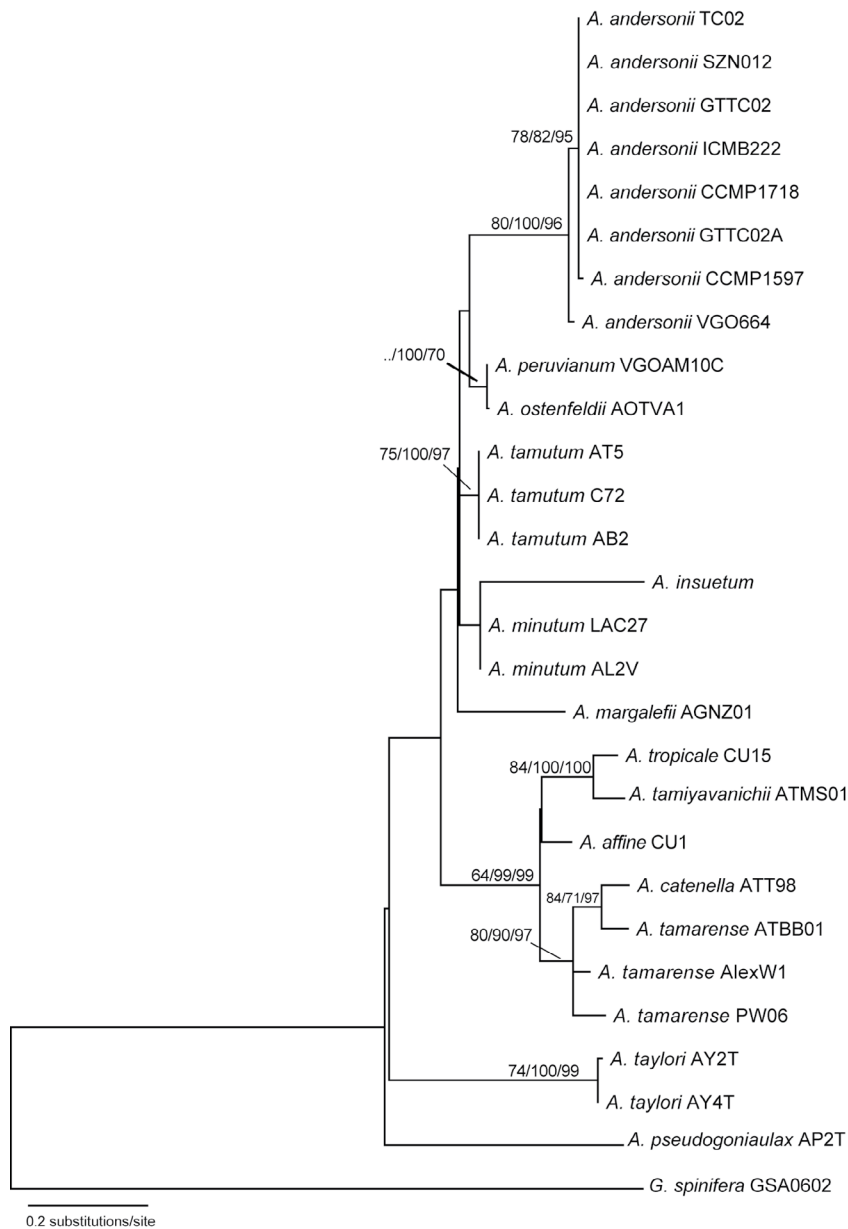 A. andersonii TC02
A. andersonii SZN012
A. andersonii GTTC02
78/82/95
A. andersonii ICMB222
A. andersonii CCMP1718
80/100/96
A. andersonii GTTC02A
A. andersonii CCMP1597
A. andersonii VGO664
../100/70
A. peruvianum VGOAM10C
A. ostenfeldii AOTVA1
75/100/97
A. tamutum AT5
A. tamutum C72
A. tamutum AB2
A. insuetum
A. minutum LAC27
A. minutum AL2V
A. margalefii AGNZ01
A. tropicale CU15
84/100/100
A. tamiyavanichii ATMS01
A. affine CU1
64/99/99
A. catenella ATT98
84/71/97
A. tamarense ATBB01
80/90/97
A. tamarense AlexW1
A. tamarense PW06
A. taylori AY2T
74/100/99
A. taylori AY4T
A. pseudogoniaulax AP2T
G. spinifera GSA0602
0.2 substitutions/site